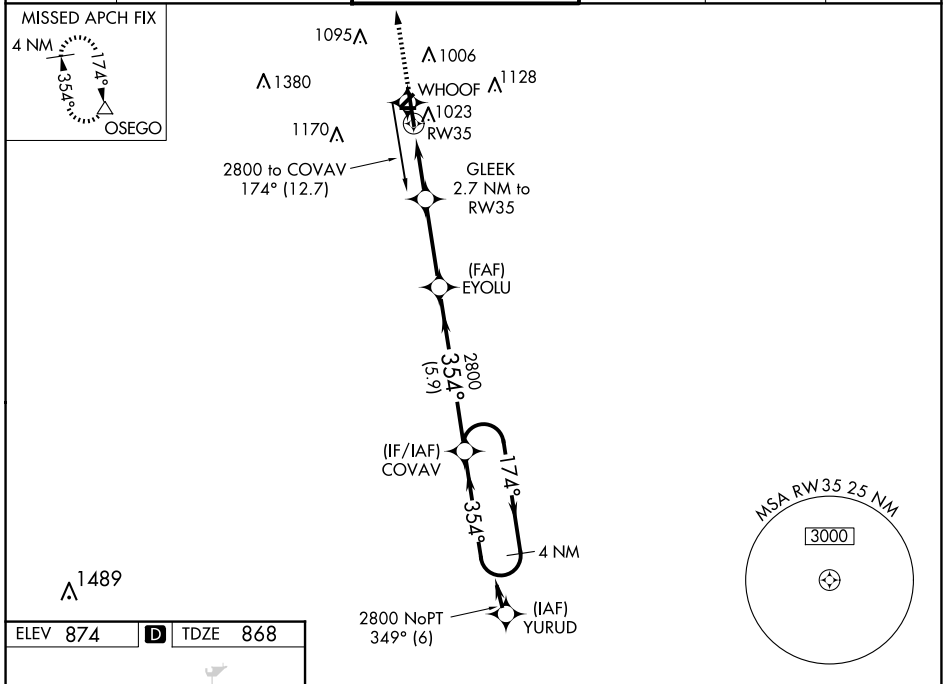 MISSED APCH FIX
4 NM
354°
174°
OSEGO
1095
1006
1380
WHOOF
1128
1023
1170
RW35
2800 to COVAV
174° (12.7)
GLEEK
2.7 NM to
RW35
(FAF)
EYOLU
2800
354°
(5.9)
(IF/IAF)
COVAV
174°
354°
4 NM
MSA RW35 25 NM
3000
1489
2800 NoPT
349° (6)
(IAF)
YURUD
ELEV 874 D TDZE 868